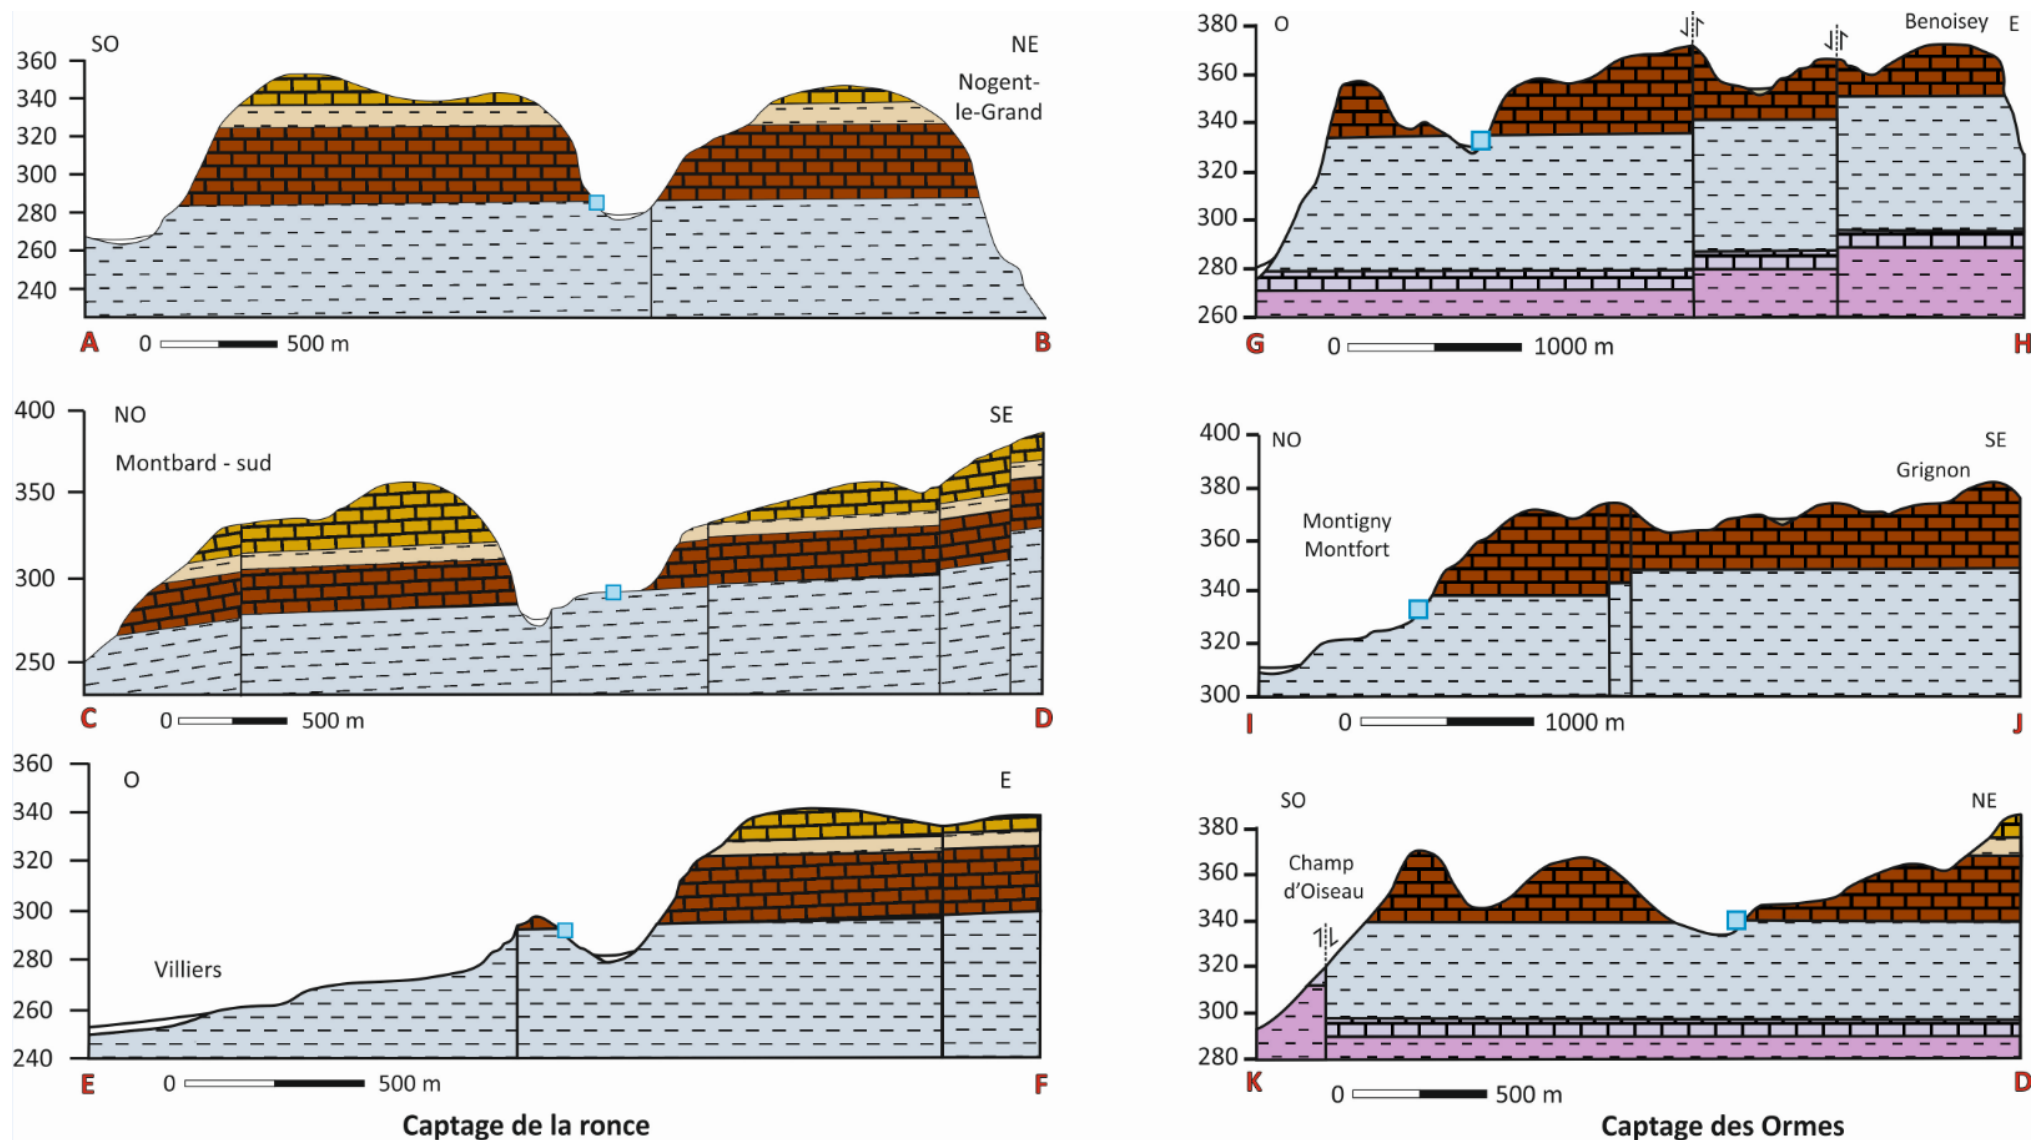 SO
NE
Nogent-
le-Grand
360
340
320
300
280
260
240
A
0
500 m
B
O
Benoisey
E
380
360
340
320
300
280
260
G
0
1000 m
H
NO
SE
Montbard - sud
400
350
300
250
C
0
500 m
D
NO
SE
Grignon
Montigny
Montfort
400
380
360
340
320
300
I
0
1000 m
J
O
E
Villiers
360
340
320
300
280
260
240
E
0
500 m
F
Captage de la ronce
SO
NE
Champ
d'Oiseau
380
360
340
320
300
280
K
0
500 m
D
Captage des Ormes